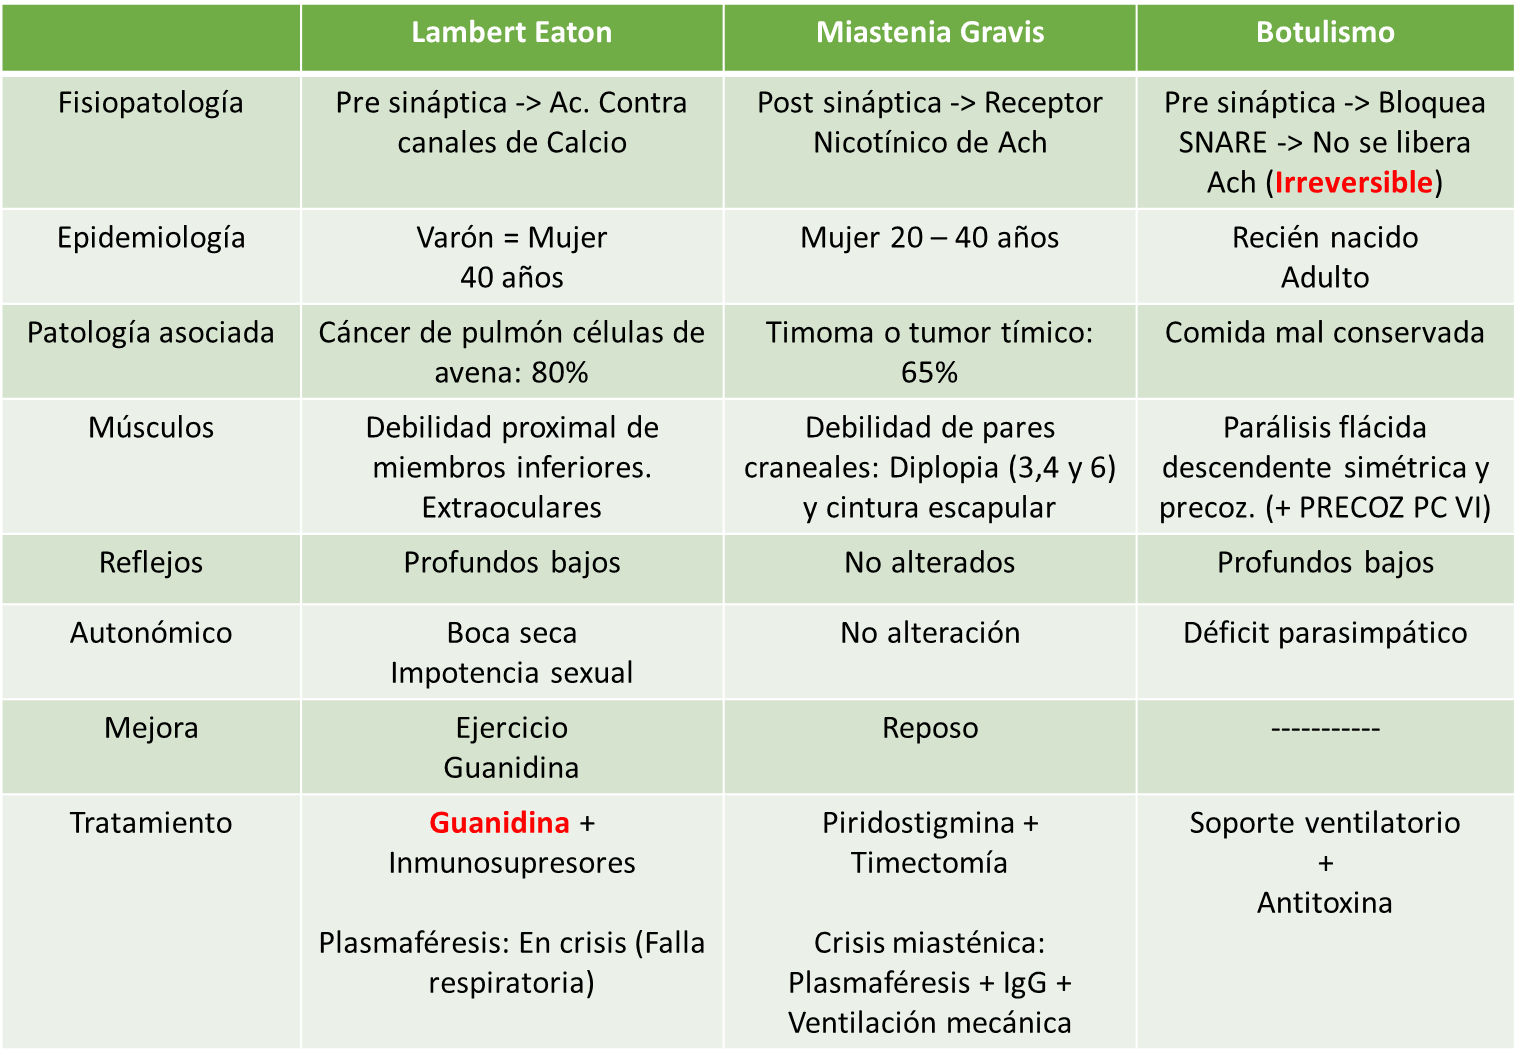 Lambert Eaton
Miastenia Gravis
Botulismo
Fisiopatología
Pre sináptica -> Ac. Contra
canales de Calcio
Post sináptica -> Receptor
Nicotínico de Ach
Pre sináptica -> Bloquea
SNARE -> No se libera
Ach (Irreversible)
Epidemiología
Varón = Mujer
40 años
Mujer 20 – 40 años
Recién nacido
Adulto
Patología asociada
Cáncer de pulmón células de
avena: 80%
Timoma o tumor tímico:
65%
Comida mal conservada
Músculos
Debilidad proximal de
miembros inferiores.
Extraoculares
Debilidad de pares
craneales: Diplopia (3,4 y 6)
y cintura escapular
Parálisis flácida
descendente simétrica y
precoz. (+ PRECOZ PC VI)
Reflejos
Profundos bajos
No alterados
Profundos bajos
Autonómico
Boca seca
Impotencia sexual
No alteración
Déficit parasimpático
Mejora
Ejercicio
Guanidina
Reposo
-----------
Tratamiento
Guanidina +
Inmunosupresores
Plasmaféresis: En crisis (Falla
respiratoria)
Piridostigmina +
Timectomía
Crisis miasténica:
Plasmaféresis + IgG +
Ventilación mecánica
Soporte ventilatorio
+
Antitoxina